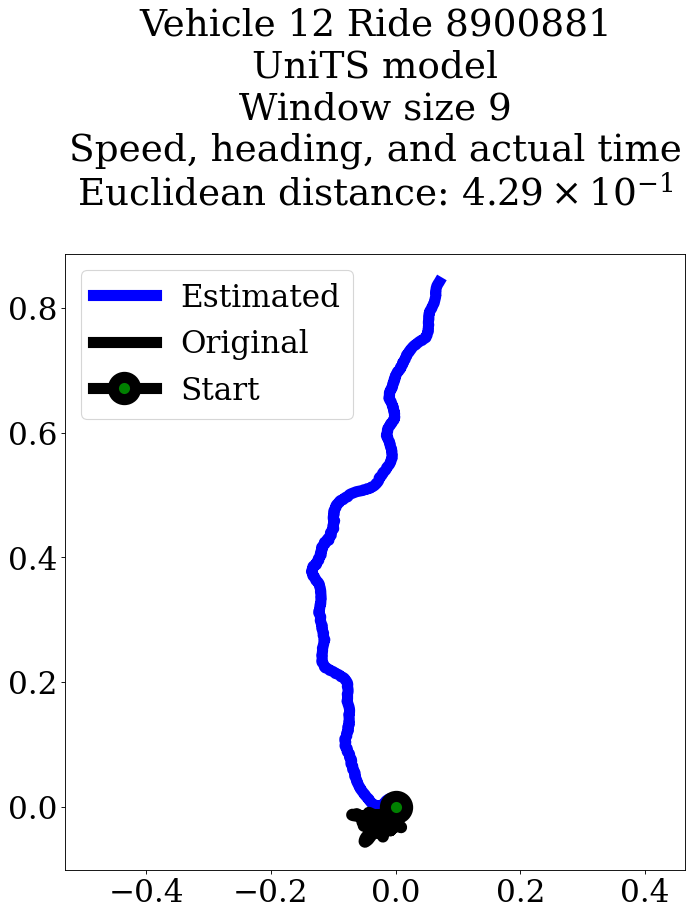 Vehicle 12 Ride 8900881
UniTS model
Window size 9
Speed, heading, and actual time
Euclidean distance: 4.29 × 10⁻¹
Estimated
Original
Start
0.8
0.6
0.4
0.2
0.0
−0.4 −0.2 0.0 0.2 0.4